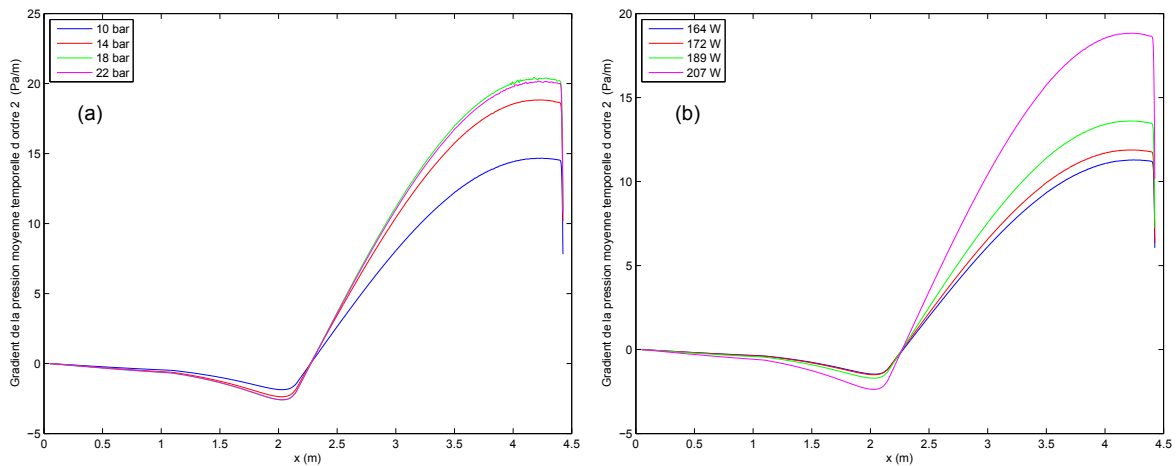 25
20
15
10
5
0
−5
0
0.5
1
1.5
2
2.5
3
3.5
4
4.5
x (m)
Gradient de la pression moyenne temporelle d ordre 2 (Pa/m)
10 bar
14 bar
18 bar
22 bar
(a)
20
15
10
5
0
−5
0
0.5
1
1.5
2
2.5
3
3.5
4
4.5
x (m)
Gradient de la pression moyenne temporelle d ordre 2 (Pa/m)
164 W
172 W
189 W
207 W
(b)